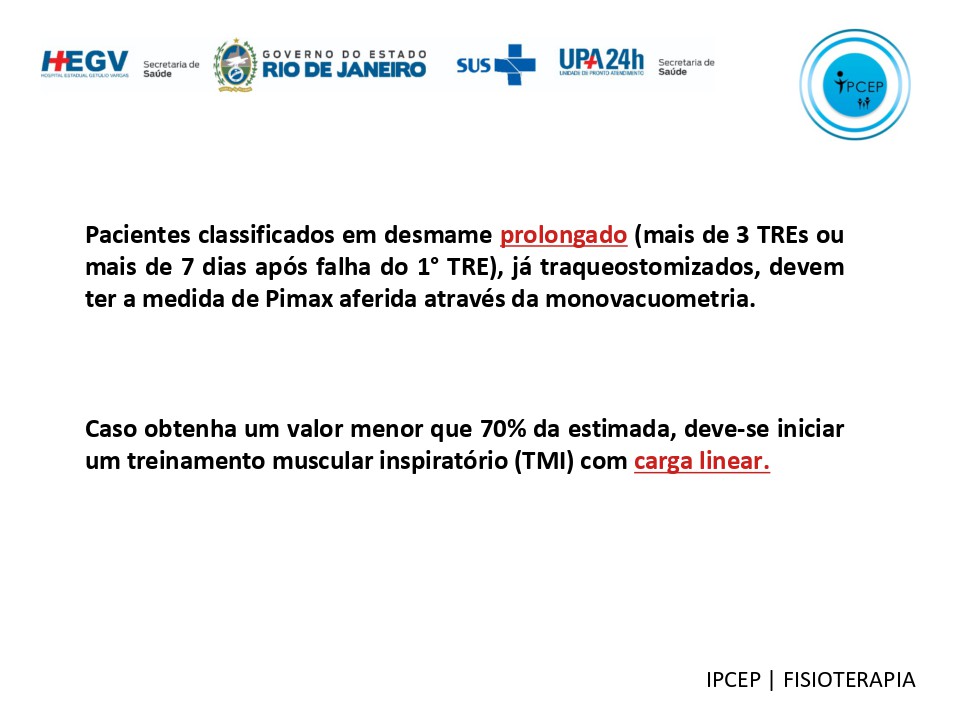 HEGV
HOSPITAL ESTADUAL GETÚLIO VARGAS
Secretaria de
Saúde
GOVERNO DO ESTADO
RIO DE JANEIRO
SUS
UPA24h
UNIDADE DE PRONTO ATENDIMENTO
Secretaria de
Saúde
IPCEP
Pacientes classificados em desmame prolongado (mais de 3 TREs ou
mais de 7 dias após falha do 1° TRE), já traqueostomizados, devem
ter a medida de Pimax aferida através da monovacuometria.
Caso obtenha um valor menor que 70% da estimada, deve-se iniciar
um treinamento muscular inspiratório (TMI) com carga linear.
IPCEP | FISIOTERAPIA